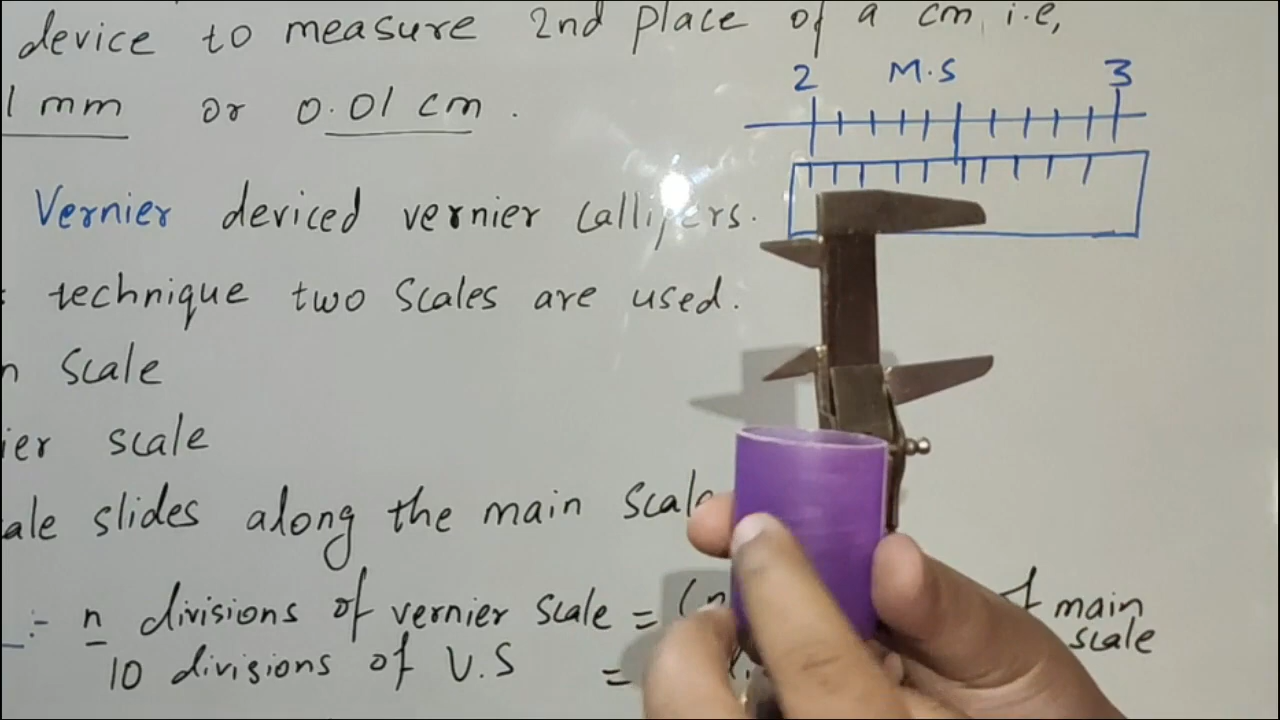 device to measure 2nd place of a cm i.e,
1 mm or 0.01 cm .
2 M.S 3
Vernier deviced vernier callipers.
technique two scales are used.
n scale
ier scale
ale slides along the main scale
:- n divisions of vernier scale = (n main scale
10 divisions of V.S =